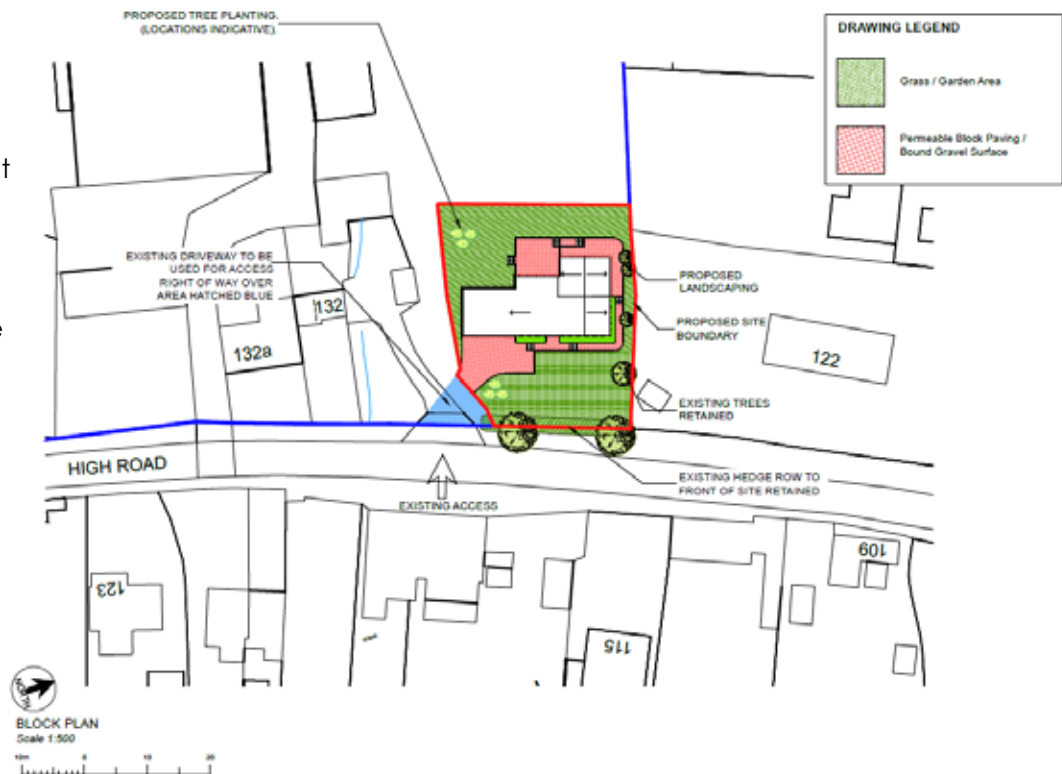 PROPOSED TREE PLANTING.
(LOCATIONS INDICATIVE).
DRAWING LEGEND
Grass / Garden Area
Permeable Block Paving /
Bound Gravel Surface
t
e
EXISTING DRIVEWAY TO BE
USED FOR ACCESS
RIGHT OF WAY OVER
AREA HATCHED BLUE
132
132a
PROPOSED
LANDSCAPING
PROPOSED SITE
BOUNDARY
122
EXISTING TREES
RETAINED
HIGH ROAD
EXISTING HEDGE ROW TO
FRONT OF SITE RETAINED
EXISTING ACCESS
123
115
109
NORTH
BLOCK PLAN
Scale 1:500
10m 0 10 20